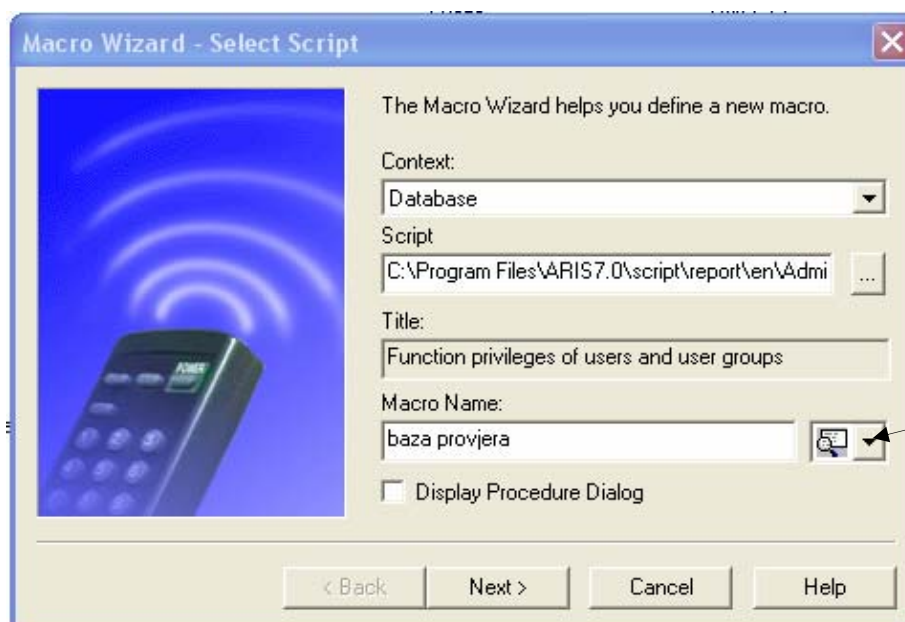 Macro Wizard - Select Script
The Macro Wizard helps you define a new macro.
Context:
Database
Script
C:\Program Files\ARIS7.0\script\report\en\Admi
...
Title:
Function privileges of users and user groups
Macro Name:
baza provjera
Display Procedure Dialog
POWER
< Back Next > Cancel Help